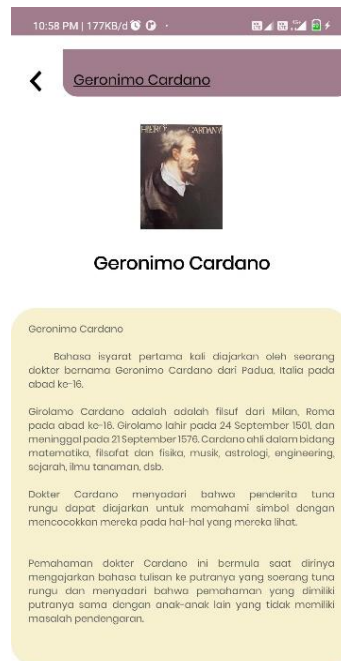 10:58 PM | 177KB/d
Geronimo Cardano
HIER CARDANV
Geronimo Cardano
Geronimo Cardano
Bahasa isyarat pertama kali diajarkan oleh seorang
dokter bernama Geronimo Cardano dari Padua, Italia pada
abad ke-16.
Girolamo Cardano adalah adalah filsuf dari Milan, Roma
pada abad ke-16. Girolamo lahir pada 24 September 1501, dan
meninggal pada 21 September 1576. Cardano ahli dalam bidang
matematika, filsafat dan fisika, musik, astrologi, engineering,
sejarah, ilmu tanaman, dsb.
Dokter Cardano menyadari bahwa penderita tuna
rungu dapat diajarkan untuk memahami simbol dengan
mencocokkan mereka pada hal-hal yang mereka lihat.
Pemahaman dokter Cardano ini bermula saat dirinya
mengajarkan bahasa tulisan ke putranya yang soerang tuna
rungu dan menyadari bahwa pemahaman yang dimiliki
putranya sama dengan anak-anak lain yang tidak memiliki
masalah pendengaran.